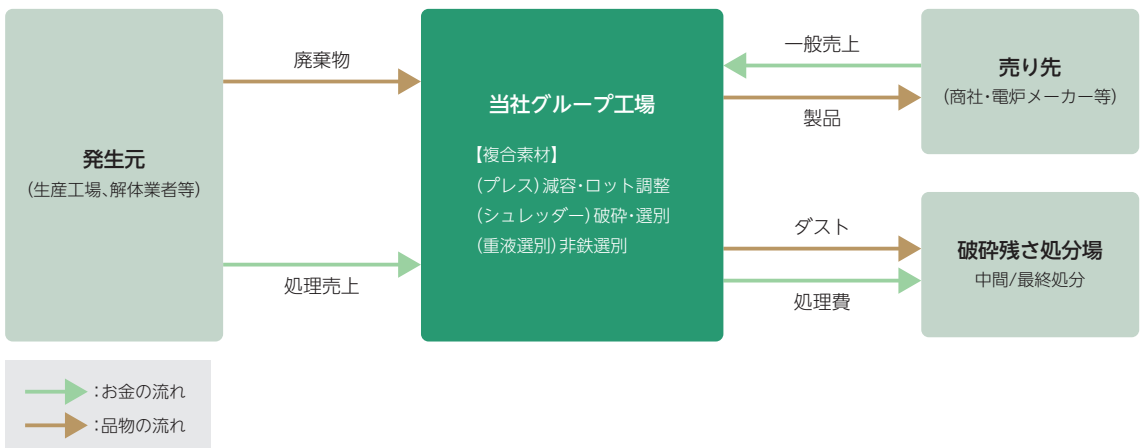 発生元
(生産工場、解体業者等)
廃棄物
処理売上
当社グループ工場
【複合素材】
(プレス)減容・ロット調整
(シュレッダー)破砕・選別
(重液選別)非鉄選別
一般売上
製品
売り先
(商社・電炉メーカー等)
ダスト
処理費
破砕残さ処分場
中間/最終処分
:お金の流れ
:品物の流れ